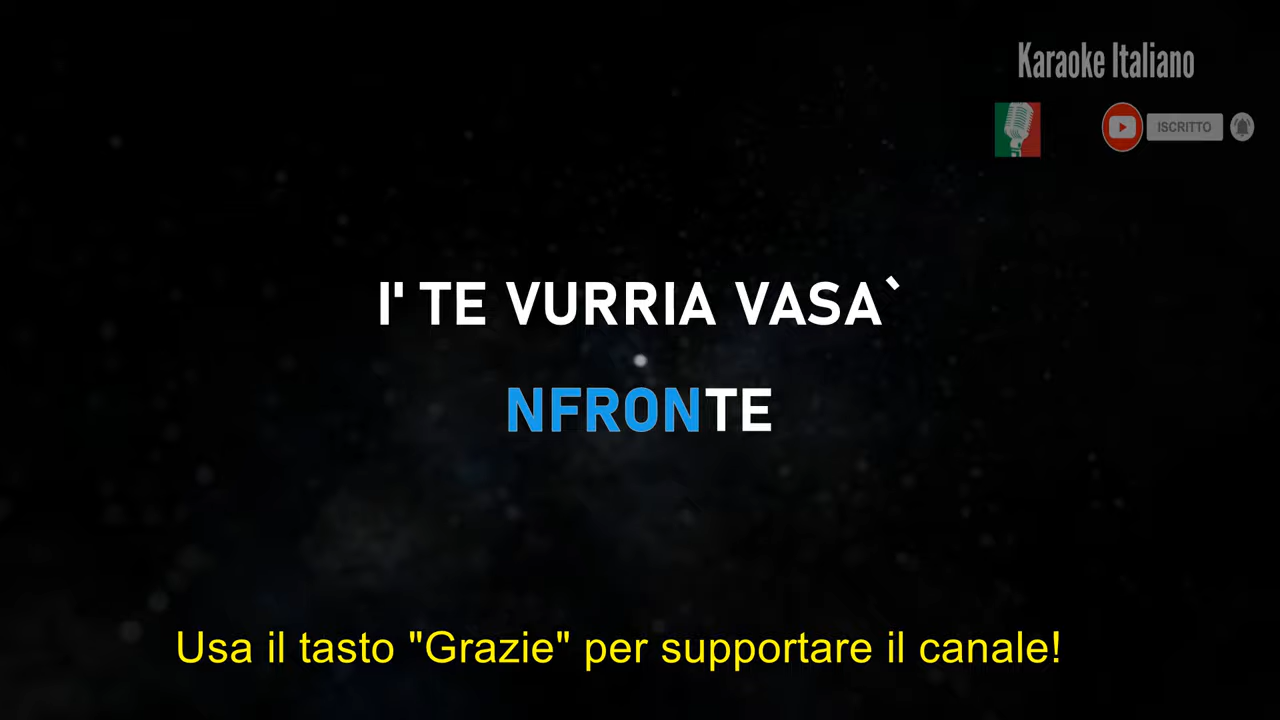 Karaoke Italiano
ISCRITTO
I' TE VURRIA VASA`
NFRONTE
Usa il tasto "Grazie" per supportare il canale!